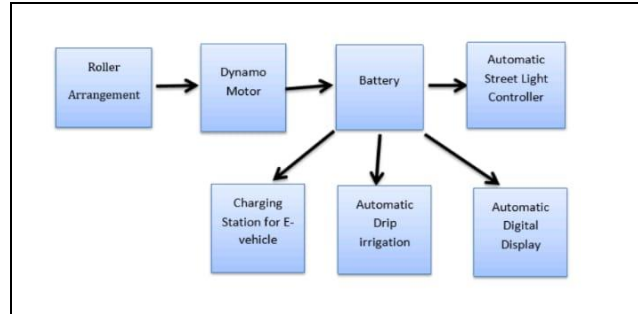 Roller
Arrangement
Dynamo
Motor
Battery
Automatic
Street Light
Controller
Charging
Station for E-
vehicle
Automatic
Drip
irrigation
Automatic
Digital
Display